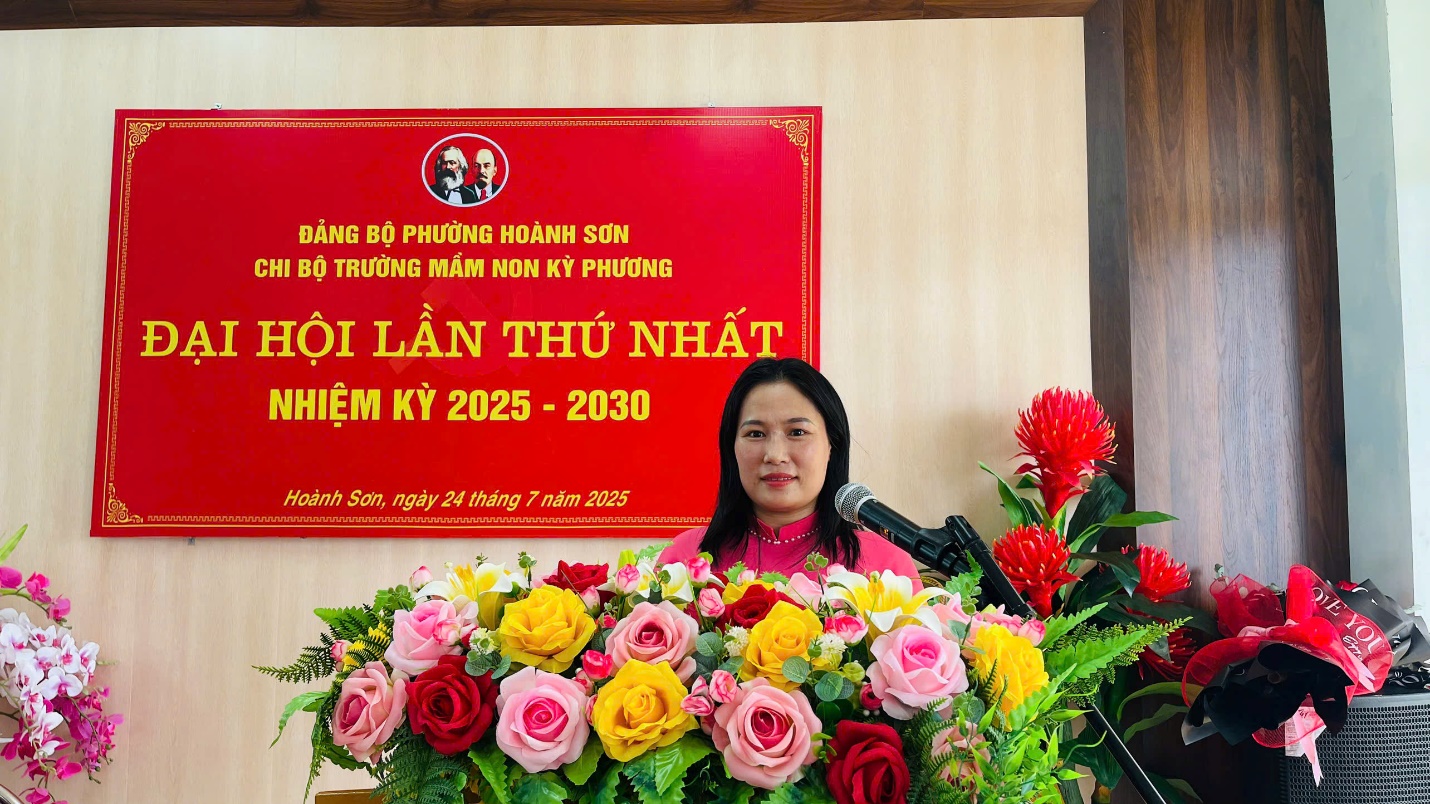 ĐẢNG BỘ PHƯỜNG HOÀNH SƠN
CHI BỘ TRƯỜNG MẦM NON KỲ PHƯƠNG
ĐẠI HỘI LẦN THỨ NHẤT
NHIỆM KỲ 2025 - 2030
Hoành Sơn, ngày 24 tháng 7 năm 2025
YOU